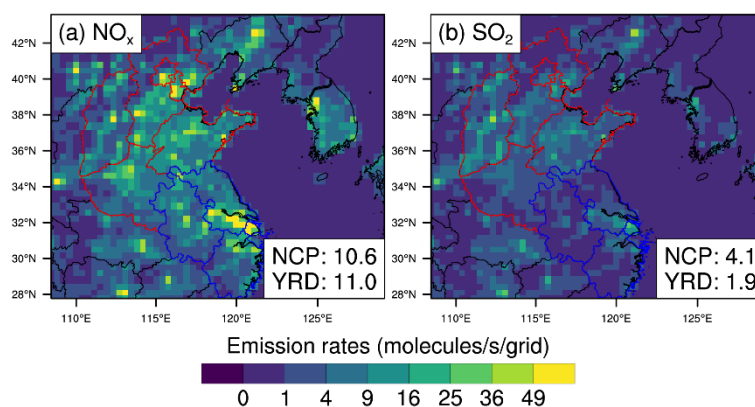 (a) NOx
(b) SO2
42°N
40°N
38°N
36°N
34°N
32°N
30°N
28°N
42°N
40°N
38°N
36°N
34°N
32°N
30°N
28°N
NCP: 10.6
YRD: 11.0
NCP: 4.1
YRD: 1.9
110°E 115°E 120°E 125°E
110°E 115°E 120°E 125°E
Emission rates (molecules/s/grid)
0 1 4 9 16 25 36 49